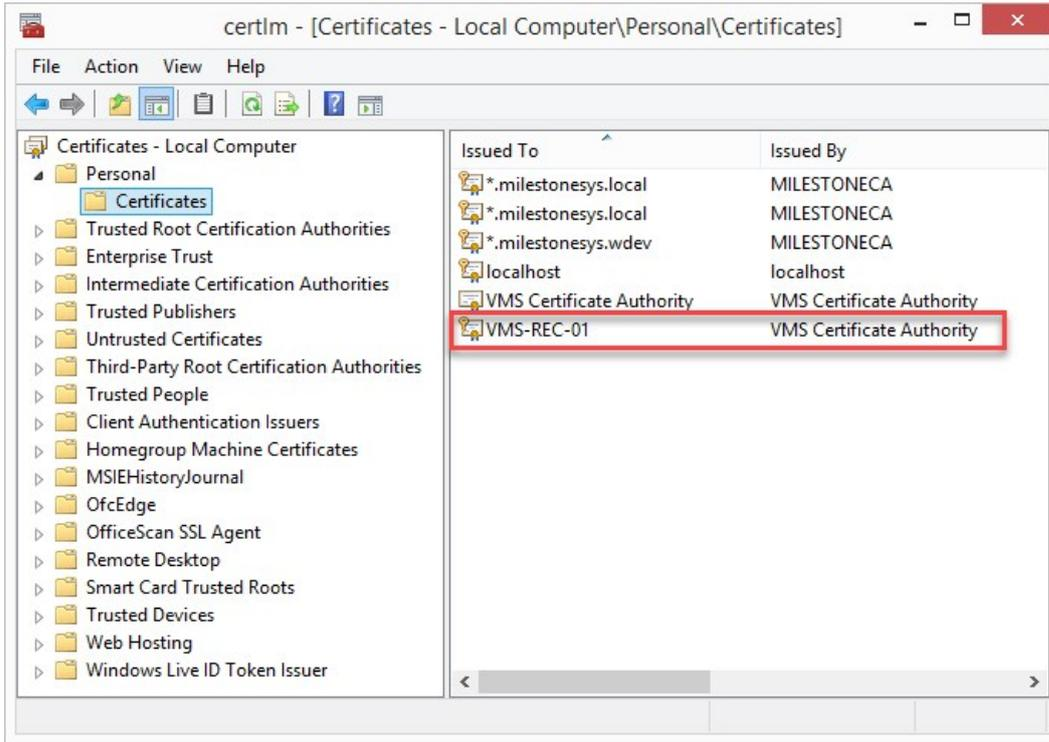 certlm - [Certificates - Local Computer\Personal\Certificates]
File Action View Help
Certificates - Local Computer
Personal
Certificates
Trusted Root Certification Authorities
Enterprise Trust
Intermediate Certification Authorities
Trusted Publishers
Untrusted Certificates
Third-Party Root Certification Authorities
Trusted People
Client Authentication Issuers
Homegroup Machine Certificates
MSIEHistoryJournal
OfcEdge
OfficeScan SSL Agent
Remote Desktop
Smart Card Trusted Roots
Trusted Devices
Web Hosting
Windows Live ID Token Issuer
Issued To Issued By
*.milestonesys.local MILESTONECA
*.milestonesys.local MILESTONECA
*.milestonesys.wdev MILESTONECA
localhost localhost
VMS Certificate Authority VMS Certificate Authority
VMS-REC-01 VMS Certificate Authority